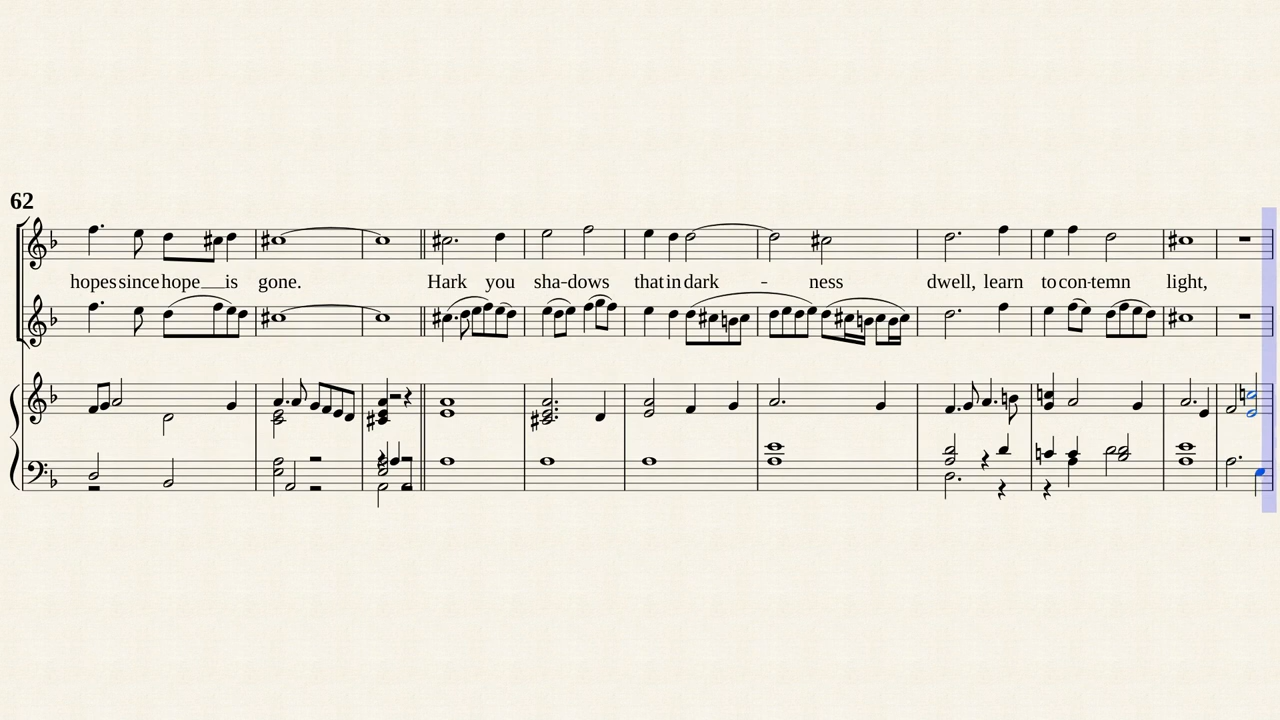 62
hopes since hope__ is gone. Hark you sha-dows that in dark - ness dwell, learn to con-temn light,